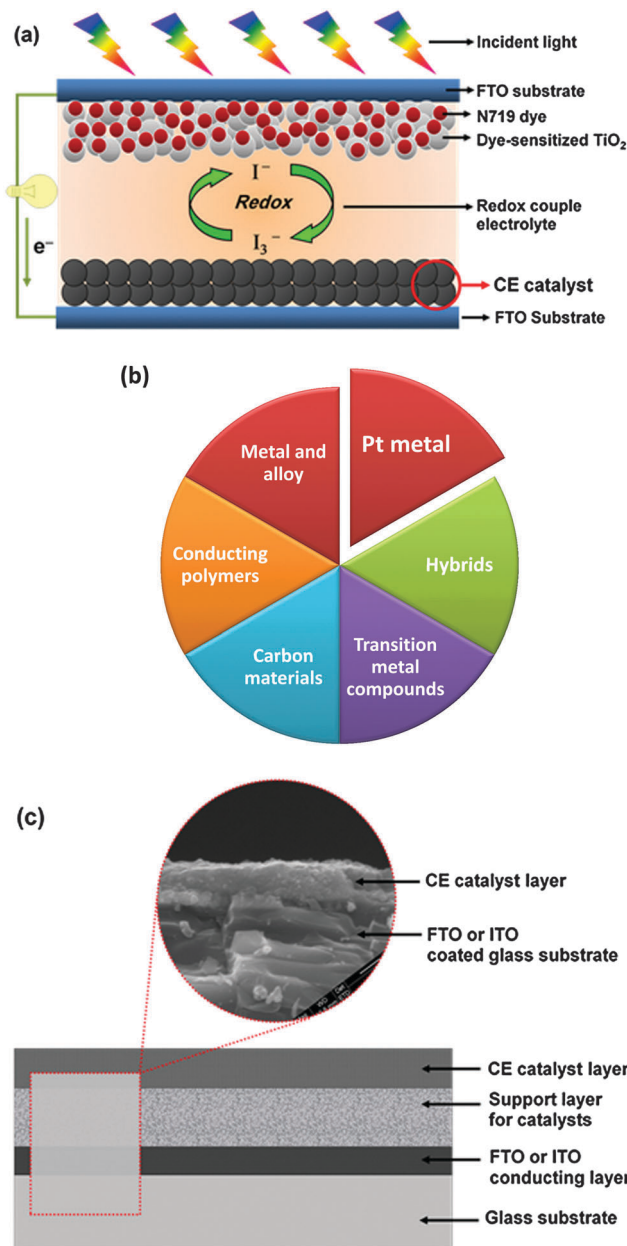 (a)
Incident light
FTO substrate
N719 dye
Dye-sensitized TiO₂
I⁻
Redox
I₃⁻
Redox couple
electrolyte
e⁻
CE catalyst
FTO Substrate
(b)
Metal and
alloy
Pt metal
Conducting
polymers
Hybrids
Carbon
materials
Transition
metal
compounds
(c)
CE catalyst layer
FTO or ITO
coated glass substrate
CE catalyst layer
Support layer
for catalysts
FTO or ITO
conducting layer
Glass substrate